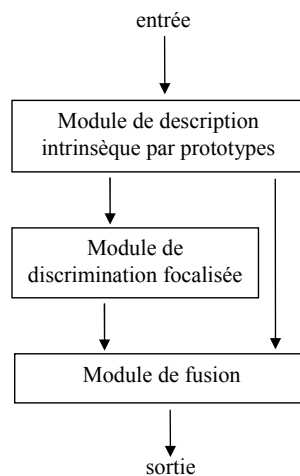 entrée
Module de description
intrinsèque par prototypes
Module de
discrimination focalisée
Module de fusion
sortie